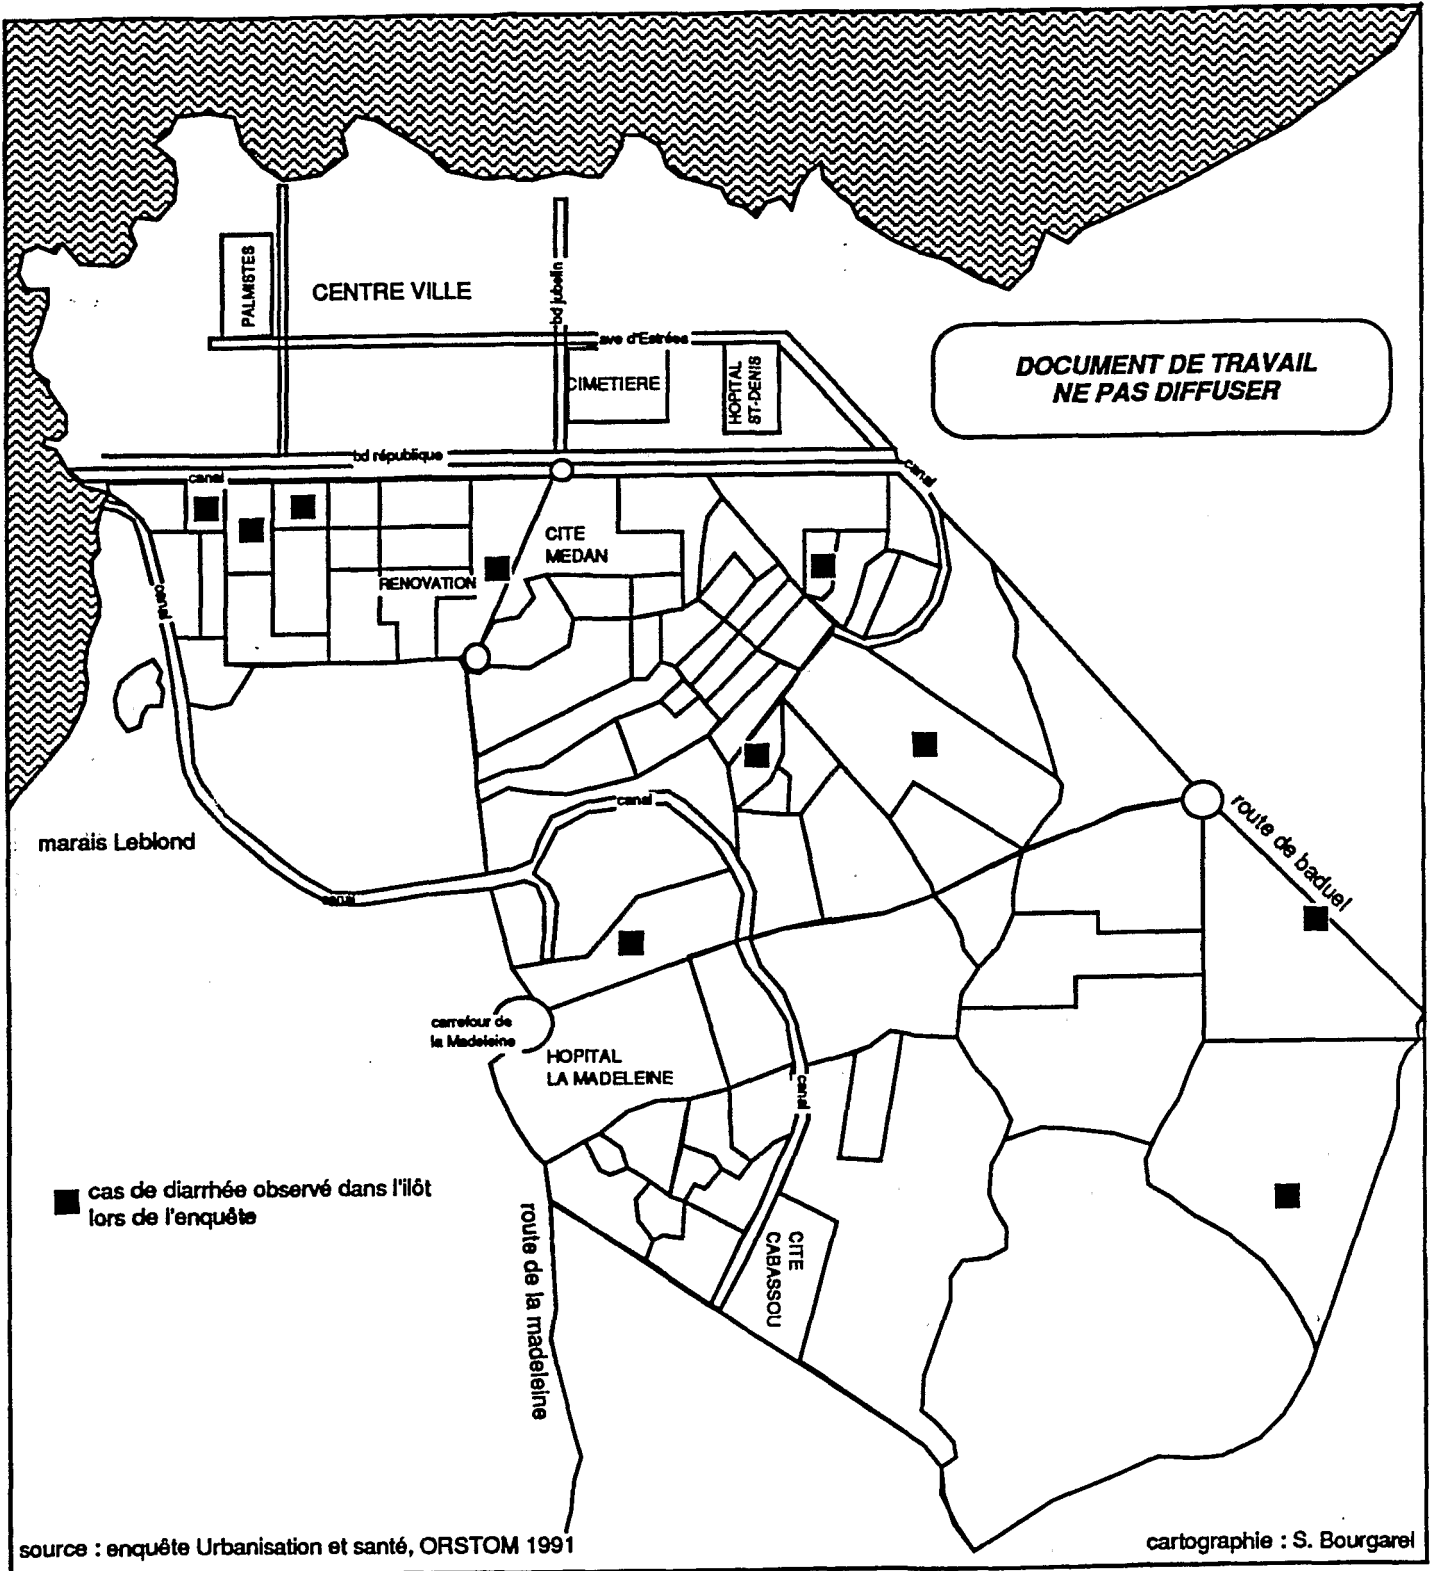 PALMISTES
CENTRE VILLE
bd jubelin
ave d'Estrées
CIMETIERE
HOPITAL
ST-DENIS
DOCUMENT DE TRAVAIL
NE PAS DIFFUSER
bd république
canal
canal
CITE
MEDAN
RENOVATION
canal
canal
marais Leblond
canal
route de baduel
carrefour de
la Madeleine
HOPITAL
LA MADELEINE
canal
cas de diarrhée observé dans l'ilôt
lors de l'enquête
route de la madeleine
CITE
CABASSOU
source : enquête Urbanisation et santé, ORSTOM 1991
cartographie : S. Bourgarel